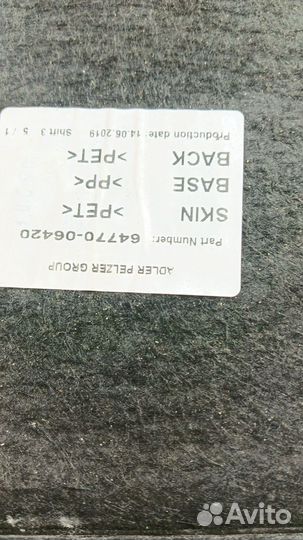 ADLER PELZER GROUP
Part Number: 64770-06420
SKIN >PET<
BASE >PP<
BACK >PET<
Production date: 14.06.2019 Shift 3 5 / 1
Avito